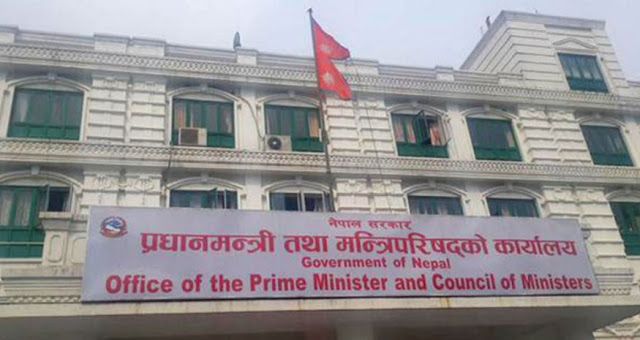 नेपाल सरकार
प्रधानमन्त्री तथा मन्त्रिपरिषद्को कार्यालय
Government of Nepal
Office of the Prime Minister and Council of Ministers